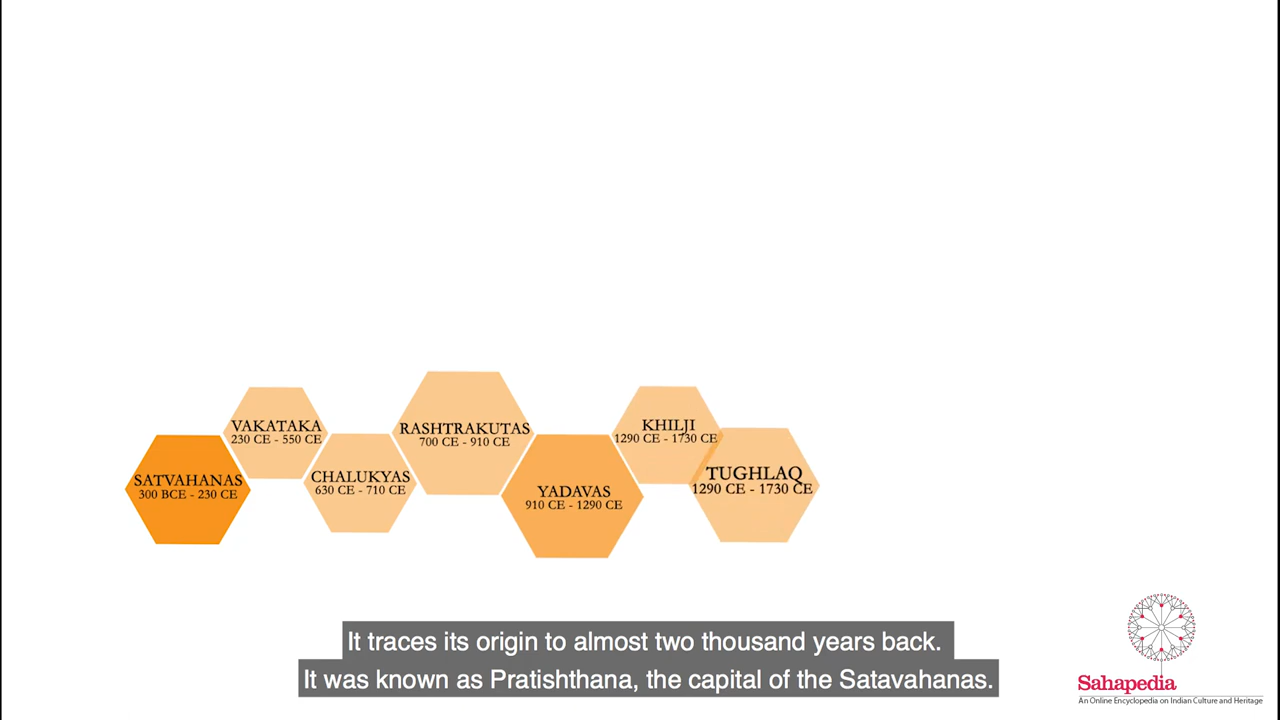 SATVAHANAS
300 BCE - 230 CE
VAKATAKA
230 CE - 550 CE
CHALUKYAS
630 CE - 710 CE
RASHTRAKUTAS
700 CE - 910 CE
YADAVAS
910 CE - 1290 CE
KHILJI
1290 CE - 1730 CE
TUGHLAQ
1290 CE - 1730 CE
It traces its origin to almost two thousand years back.
It was known as Pratishthana, the capital of the Satavahanas.
Sahapedia
An Online Encyclopedia on Indian Culture and Heritage